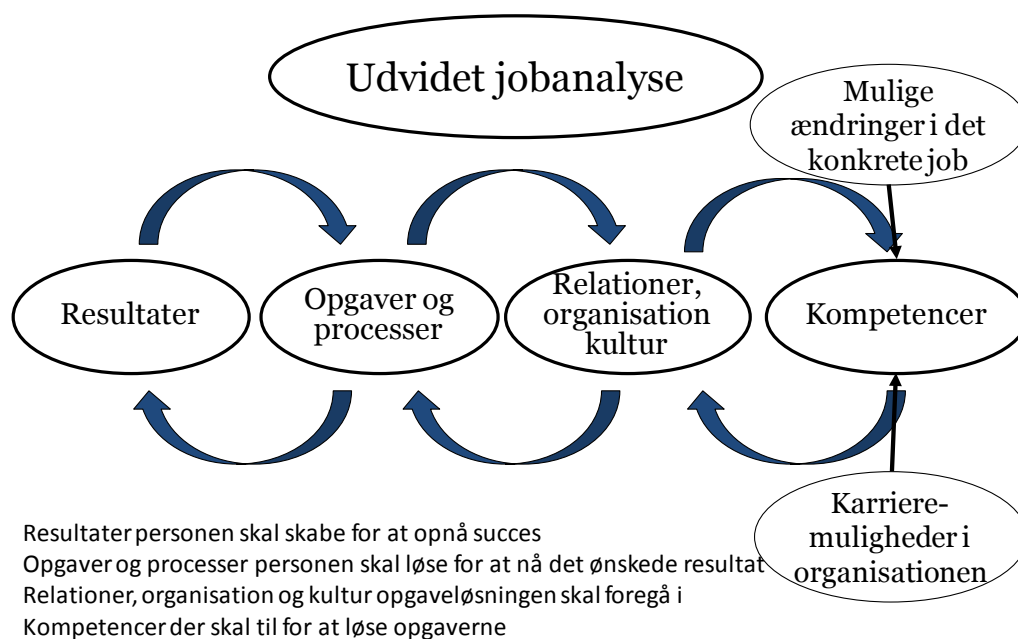 Udvidet jobanalyse
Mulige
ændringer i det
konkrete job
Resultater
Opgaver og
processer
Relationer,
organisation
kultur
Kompetencer
Karriere-
muligheder i
organisationen
Resultater personen skal skabe for at opnå succes
Opgaver og processer personen skal løse for at nå det ønskede resultat
Relationer, organisation og kultur opgaveløsningen skal foregå i
Kompetencer der skal til for at løse opgaverne